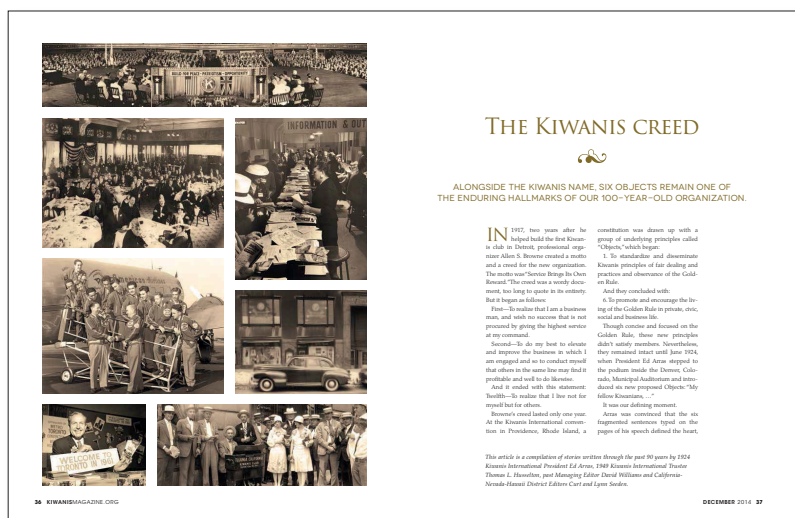 BUILD FOR PEACE - PATRIOTISM - OPPORTUNITY
INFORMATION & OUT
WELCOME TO
TORONTO IN 1961
36 KIWANISMAGAZINE.ORG
THE KIWANIS CREED
ALONGSIDE THE KIWANIS NAME, SIX OBJECTS REMAIN ONE OF
THE ENDURING HALLMARKS OF OUR 100-YEAR-OLD ORGANIZATION.
IN 1917, two years after he
helped build the first Kiwan-
is club in Detroit, professional orga-
nizer Allen S. Browne created a motto
and a creed for the new organization.
The motto was “Service Brings Its Own
Reward.” The creed was a wordy docu-
ment, too long to quote in its entirety.
But it began as follows:
First—To realize that I am a business
man, and wish no success that is not
procured by giving the highest service
at my command.
Second—To do my best to elevate
and improve the business in which I
am engaged and so to conduct myself
that others in the same line may find it
profitable and well to do likewise.
And it ended with this statement:
Twelfth—To realize that I live not for
myself but for others.
Browne’s creed lasted only one year.
At the Kiwanis International conven-
tion in Providence, Rhode Island, a
constitution was drawn up with a
group of underlying principles called
“Objects,” which began:
1. To standardize and disseminate
Kiwanis principles of fair dealing and
practices and observance of the Gold-
en Rule.
And they concluded with:
6. To promote and encourage the liv-
ing of the Golden Rule in private, civic,
social and business life.
Though concise and focused on the
Golden Rule, these new principles
didn’t satisfy members. Nevertheless,
they remained intact until June 1924,
when President Ed Arras stepped to
the podium inside the Denver, Colo-
rado, Municipal Auditorium and intro-
duced six new proposed Objects: “My
fellow Kiwanians, …”
It was our defining moment.
Arras was convinced that the six
fragmented sentences typed on the
pages of his speech defined the heart,
This article is a compilation of stories written through the past 90 years by 1924
Kiwanis International President Ed Arras, 1949 Kiwanis International Trustee
Thomas L. Husselton, past Managing Editor David Williams and California-
Nevada-Hawaii District Editors Curt and Lynn Seeden.
DECEMBER 2014 37